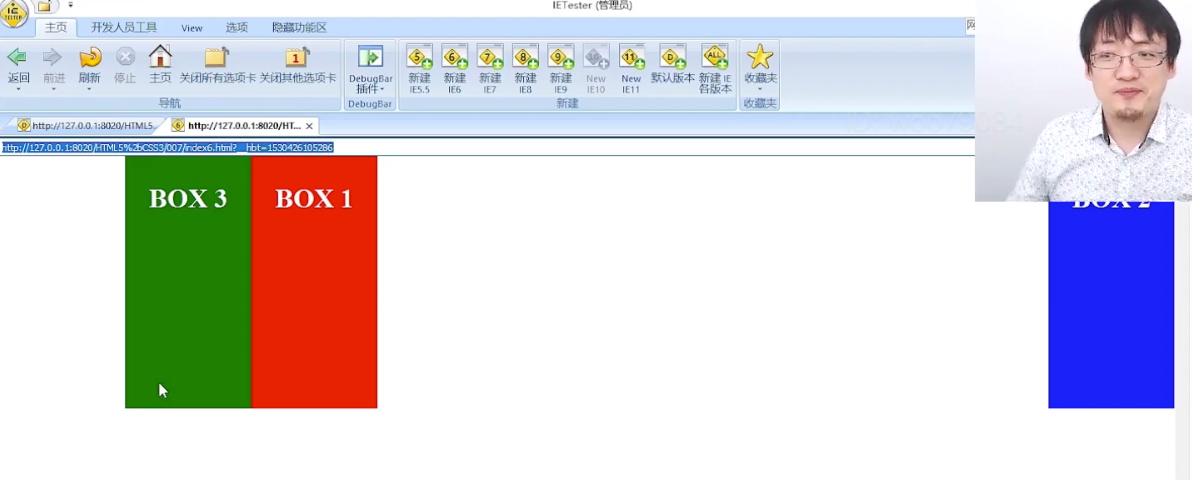 IETester (管理员)
主页 开发人员工具 View 选项 隐藏功能区
返回 前进 刷新 停止 主页 关闭所有选项卡 关闭其他选项卡
导航
DebugBar 插件
DebugBar
新建 IE5.5 新建 IE6 新建 IE7 新建 IE8 新建 IE9 New IE10 New IE11 默认版本 新建 IE 各版本
新建
收藏夹
收藏夹
http://127.0.0.1:8020/HTML5 http://127.0.0.1:8020/HT...
http://127.0.0.1:8020/HTML5%2bCSS3/007/index6.html?__hbt=1530426105286
BOX 3 BOX 1 BOX 2